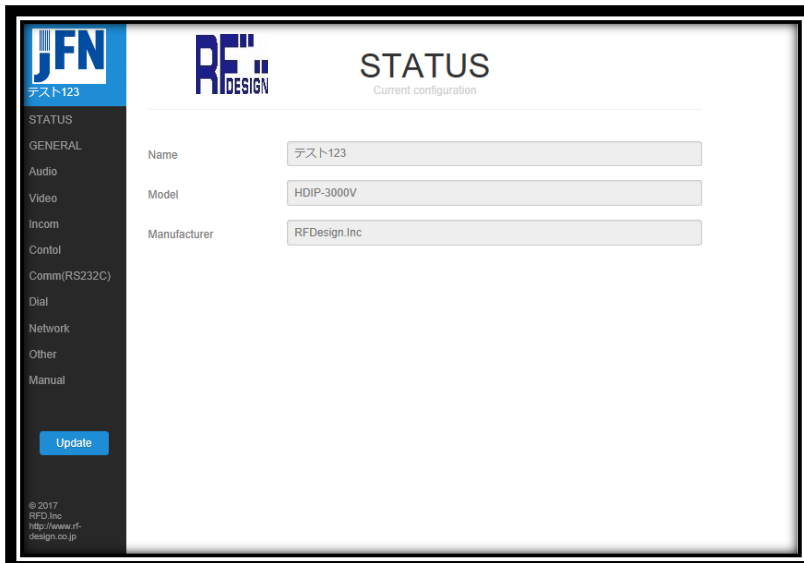 jFN
テスト123
STATUS
GENERAL
Audio
Video
Incom
Contol
Comm(RS232C)
Dial
Network
Other
Manual
Update
© 2017
RFD.Inc
http://www.rf-
design.co.jp
RF DESIGN
STATUS
Current configuration
Name
テスト123
Model
HDIP-3000V
Manufacturer
RFDesign.Inc